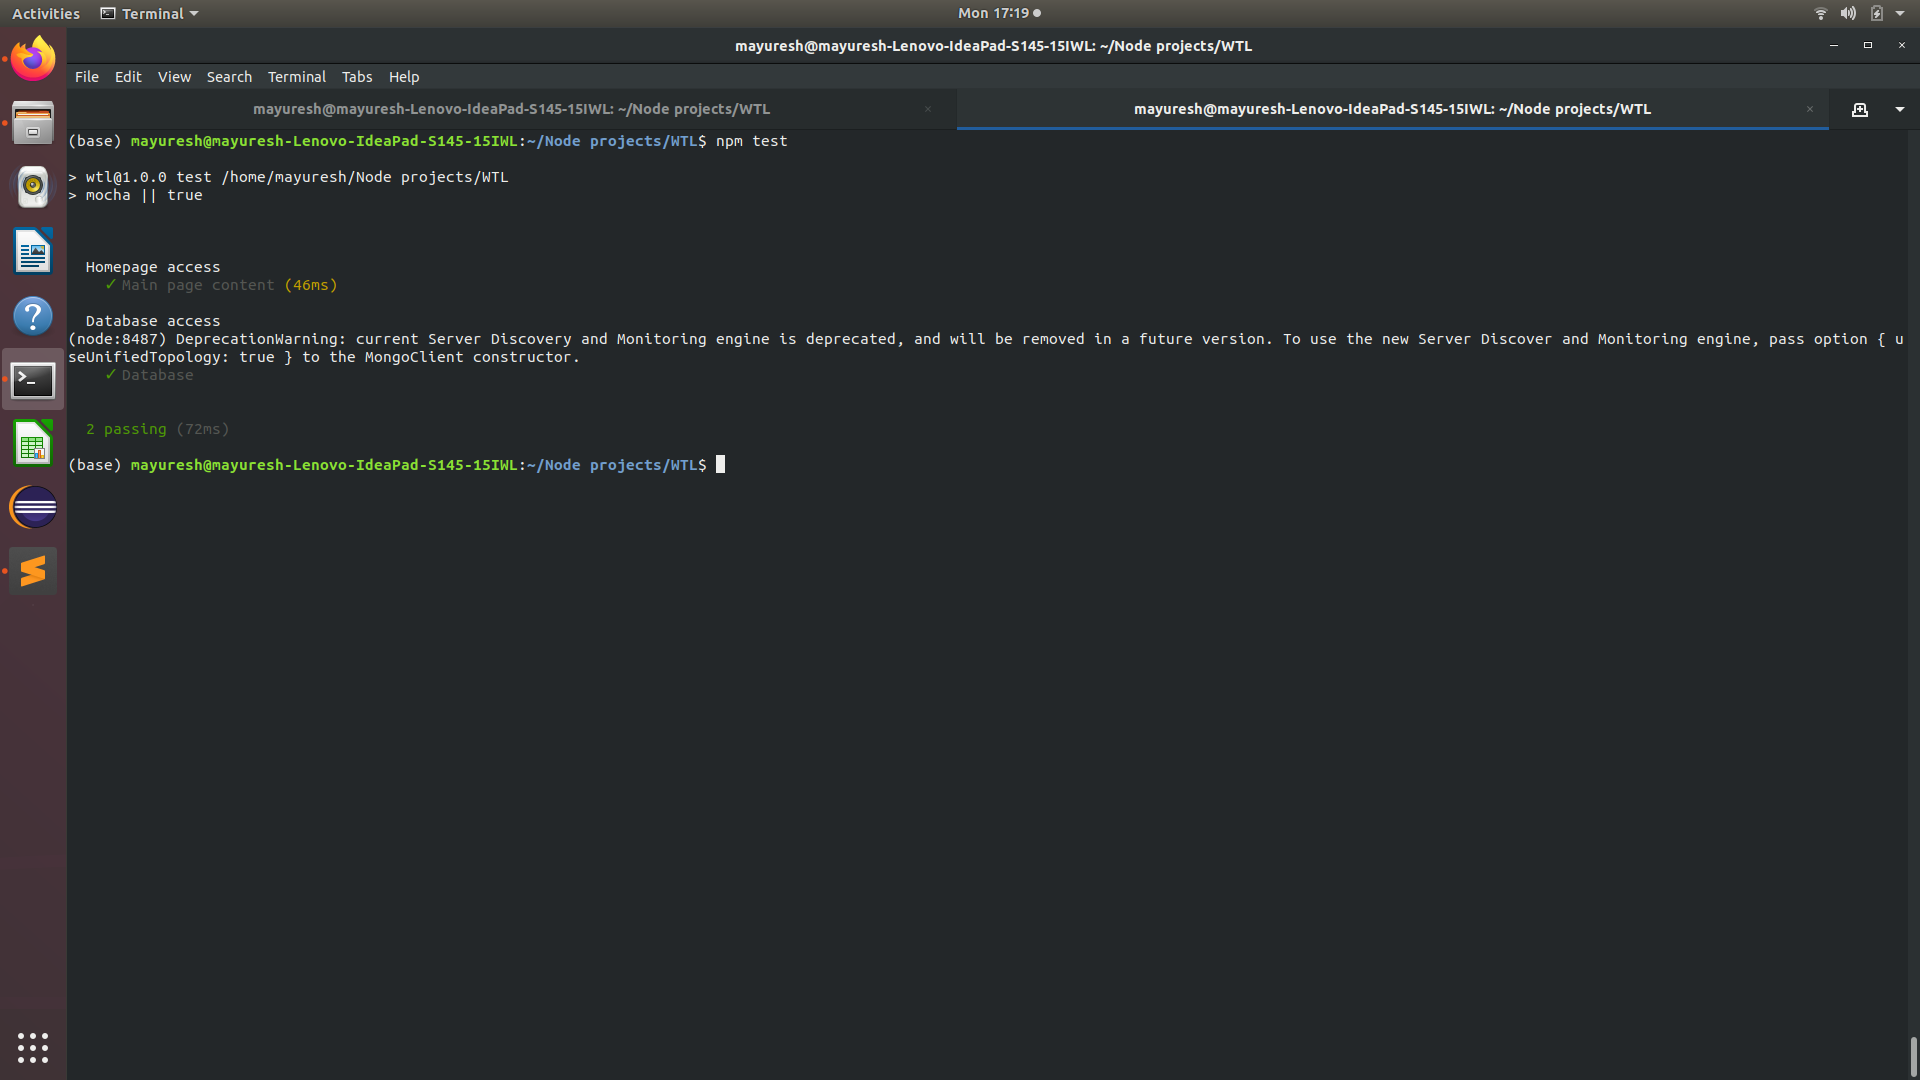 Activities Terminal Mon 17:19
mayuresh@mayuresh-Lenovo-IdeaPad-S145-15IWL: ~/Node projects/WTL
File Edit View Search Terminal Tabs Help
mayuresh@mayuresh-Lenovo-IdeaPad-S145-15IWL: ~/Node projects/WTL mayuresh@mayuresh-Lenovo-IdeaPad-S145-15IWL: ~/Node projects/WTL
(base) mayuresh@mayuresh-Lenovo-IdeaPad-S145-15IWL:~/Node projects/WTL$ npm test
> wtl@1.0.0 test /home/mayuresh/Node projects/WTL
> mocha || true
Homepage access
✓ Main page content (46ms)
Database access
(node:8487) DeprecationWarning: current Server Discovery and Monitoring engine is deprecated, and will be removed in a future version. To use the new Server Discover and Monitoring engine, pass option { u
seUnifiedTopology: true } to the MongoClient constructor.
✓ Database
2 passing (72ms)
(base) mayuresh@mayuresh-Lenovo-IdeaPad-S145-15IWL:~/Node projects/WTL$